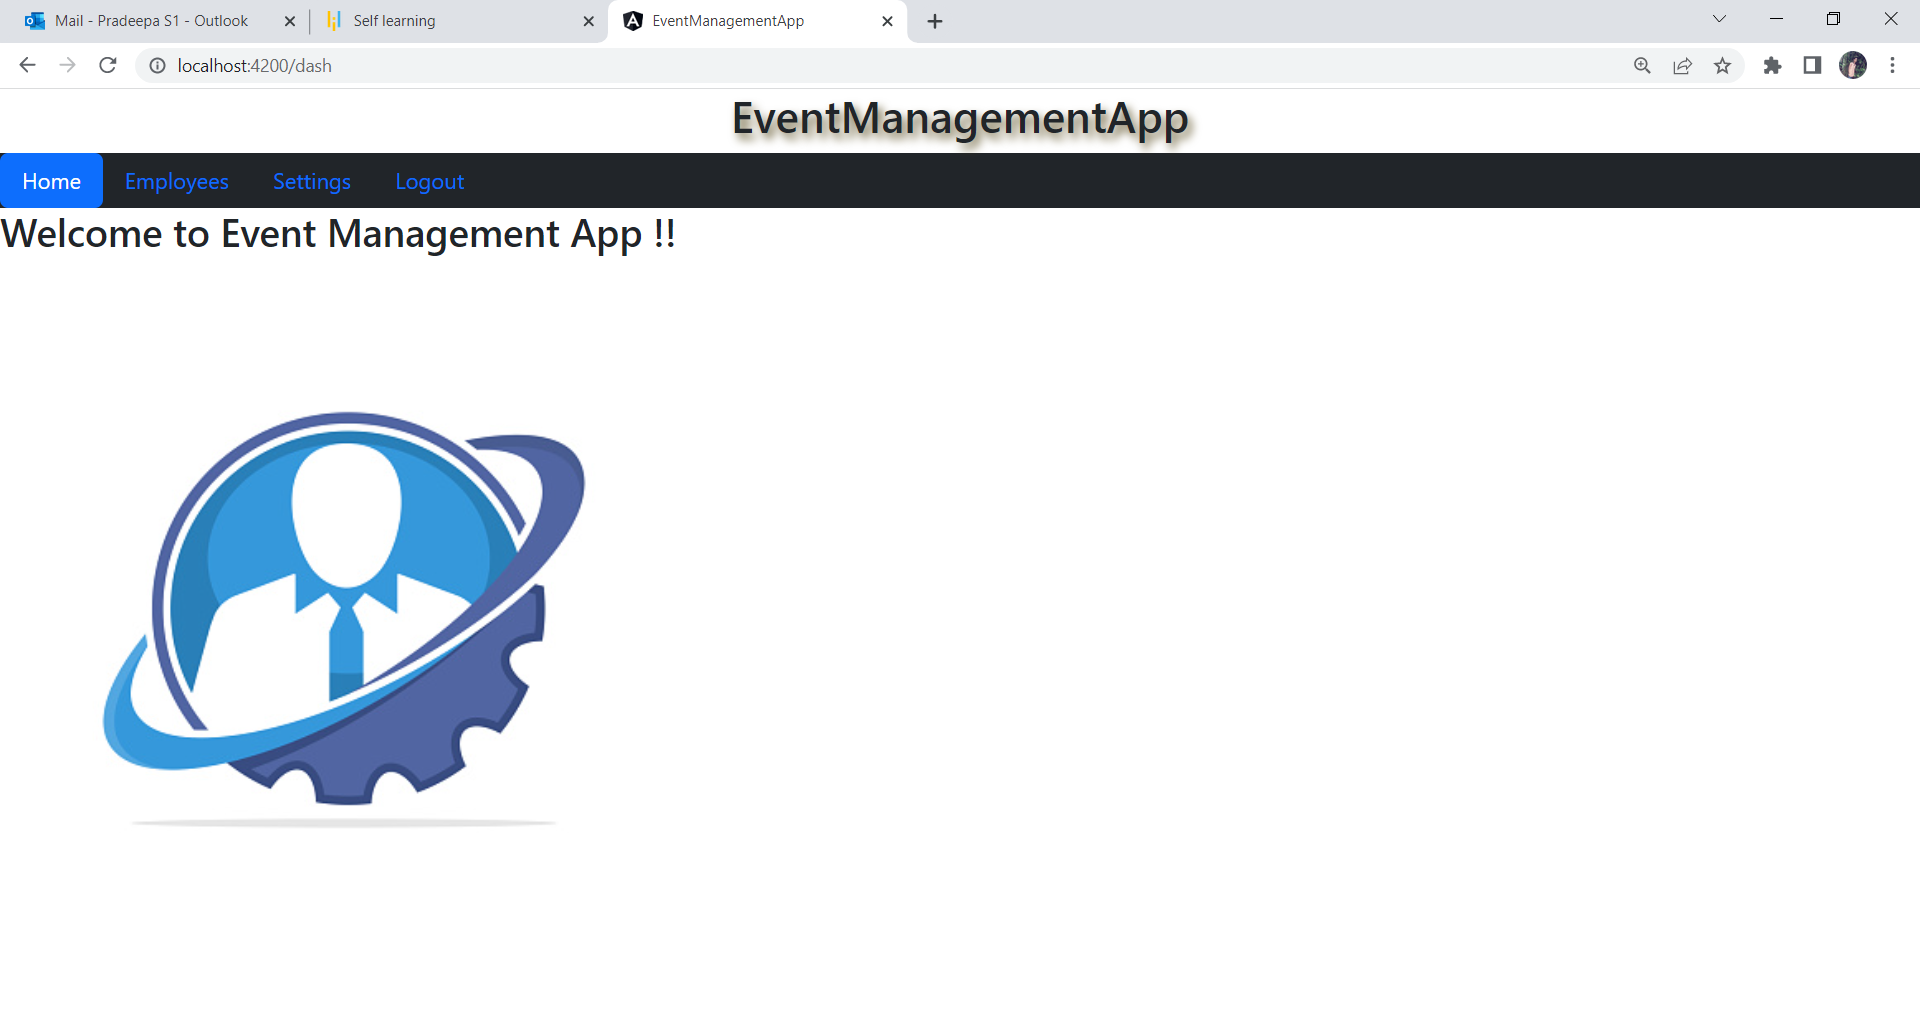 Mail - Pradeepa S1 - Outlook
Self learning
EventManagementApp
localhost:4200/dash
EventManagementApp
Home Employees Settings Logout
Welcome to Event Management App !!